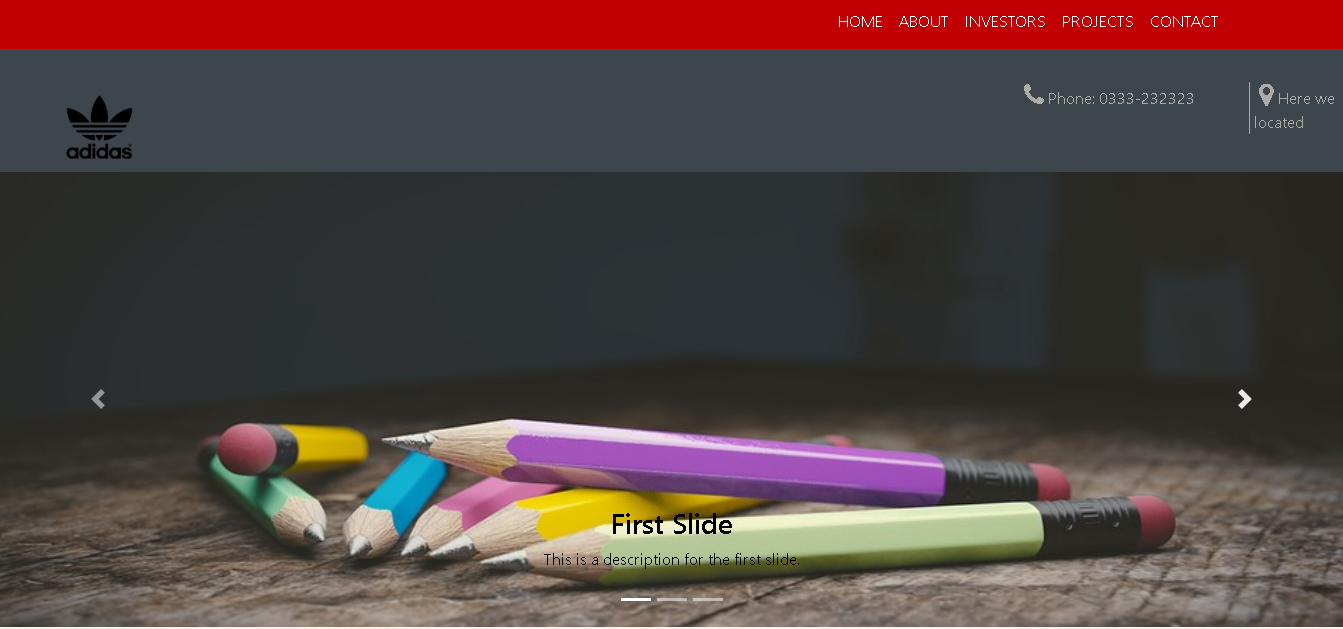 HOME ABOUT INVESTORS PROJECTS CONTACT
Phone: 0333-232323
Here we
located
adidas
First Slide
This is a description for the first slide.